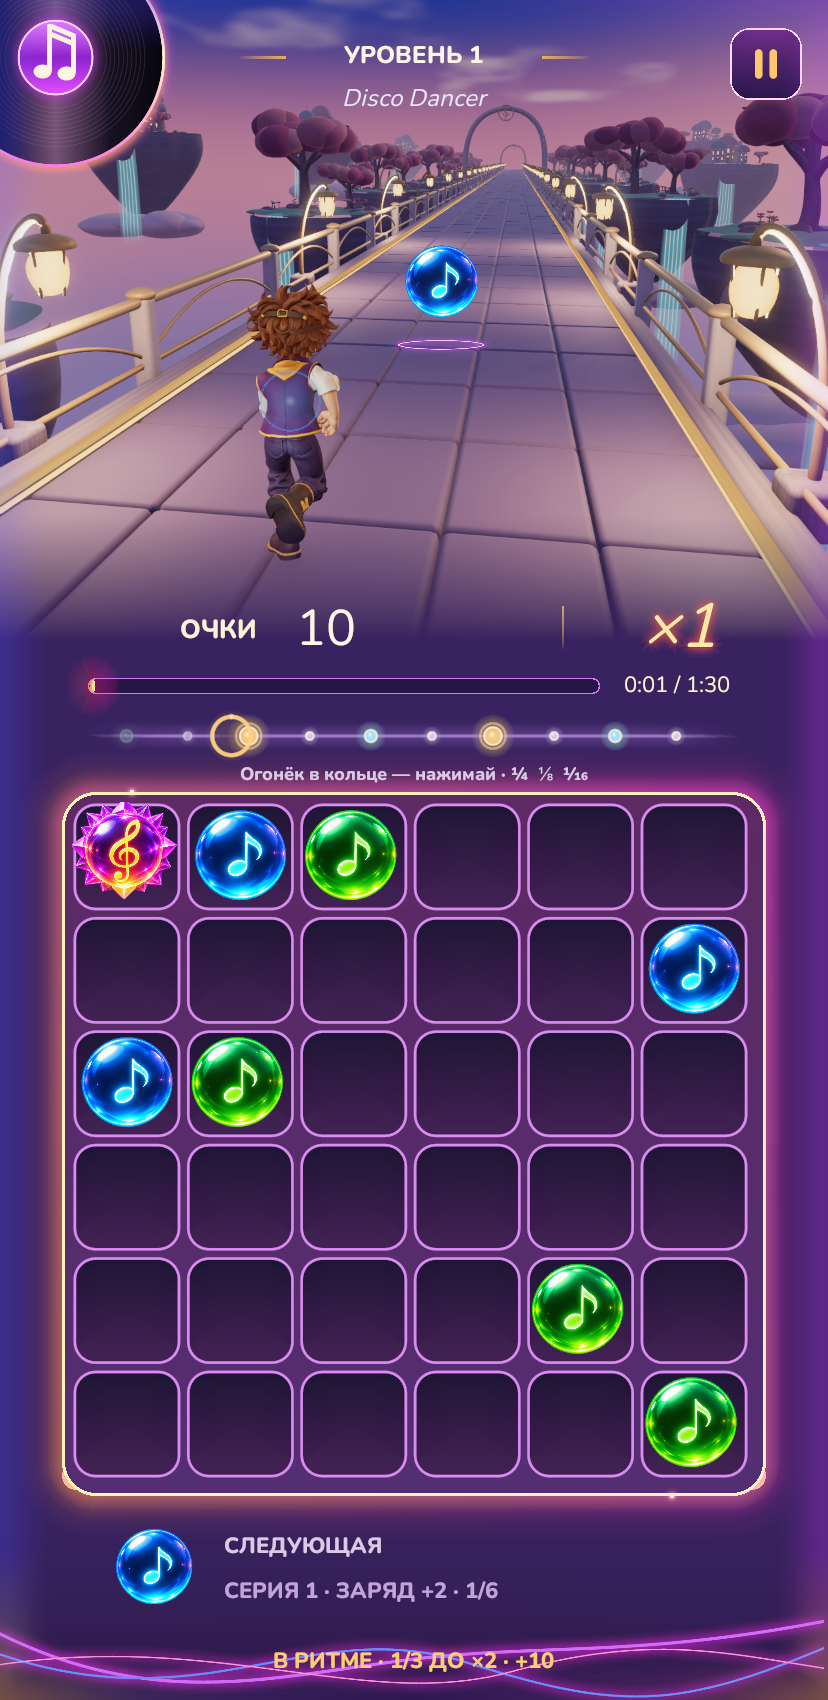 УРОВЕНЬ 1
Disco Dancer
ОЧКИ 10 ×1
0:01 / 1:30
Огонёк в кольце — нажимай · ¼ ⅛ ¹⁄₁₆
СЛЕДУЮЩАЯ
СЕРИЯ 1 · ЗАРЯД +2 · 1/6
В РИТМЕ · 1/3 ДО ×2 · +10